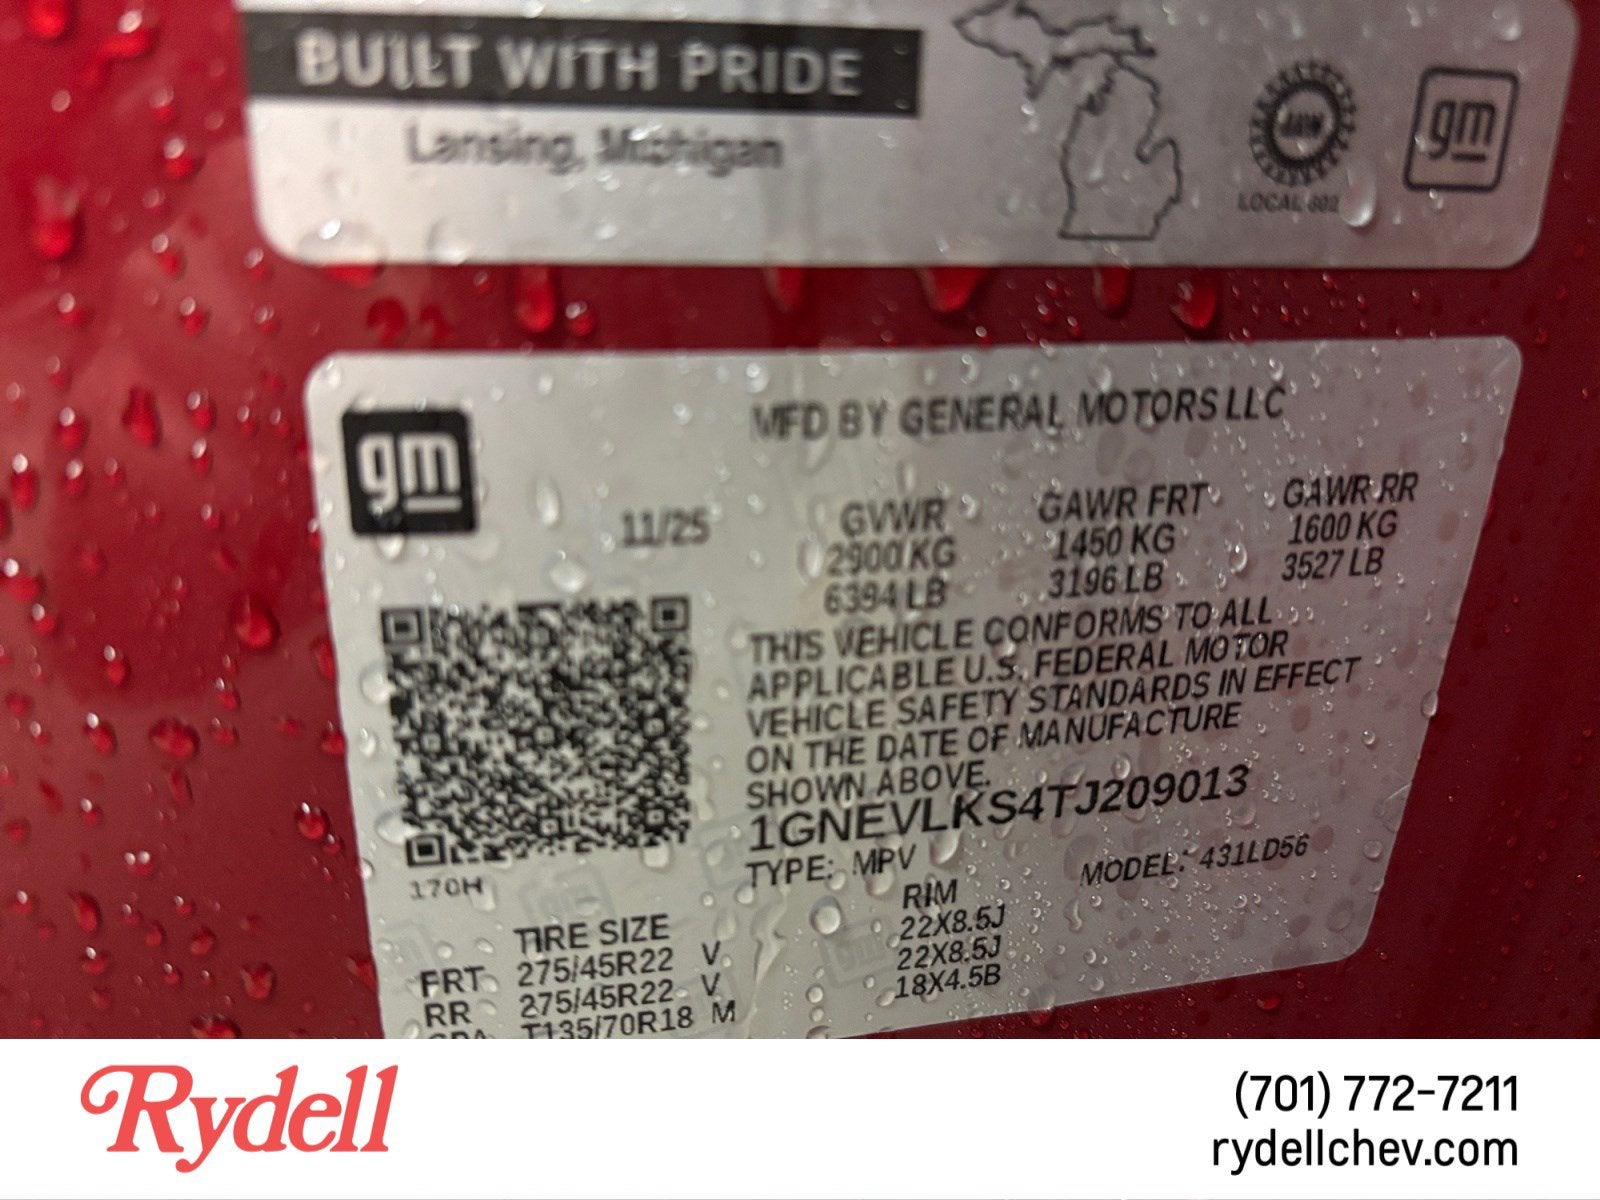 BUILT WITH PRIDE
Lansing, Michigan
UAW
LOCAL 602
gm
gm
MFD BY GENERAL MOTORS LLC
11/25
GVWR GAWR FRT GAWR RR
2900 KG 1450 KG 1600 KG
6394 LB 3196 LB 3527 LB
THIS VEHICLE CONFORMS TO ALL
APPLICABLE U.S. FEDERAL MOTOR
VEHICLE SAFETY STANDARDS IN EFFECT
ON THE DATE OF MANUFACTURE
SHOWN ABOVE.
1GNEVLKS4TJ209013
TYPE: MPV MODEL: 431LD56
170H
TIRE SIZE RIM
FRT 275/45R22 V 22X8.5J
RR 275/45R22 V 22X8.5J
SPA T135/70R18 M 18X4.5B
Rydell
(701) 772-7211
rydellchev.com